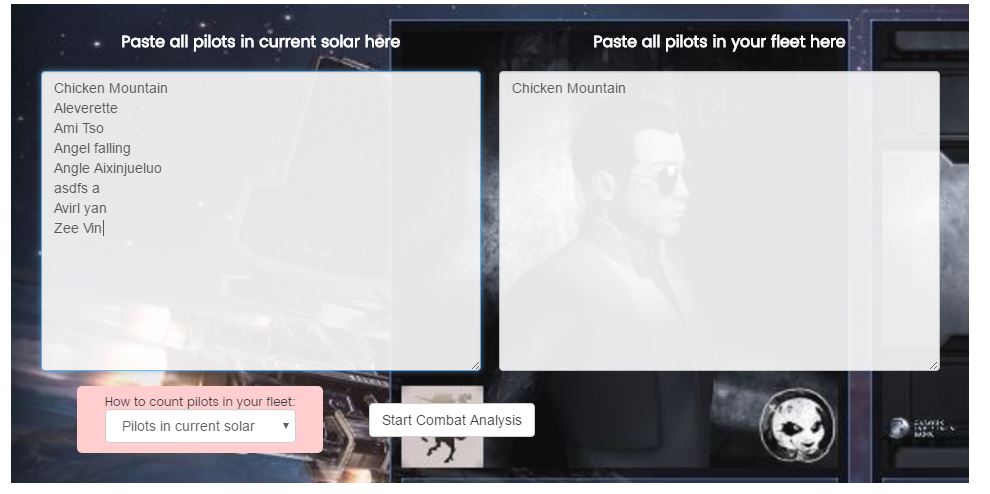 Paste all pilots in current solar here
Paste all pilots in your fleet here
Chicken Mountain
Aleverette
Ami Tso
Angel falling
Angle Aixinjueluo
asdfs a
Avirl yan
Zee Vin
Chicken Mountain
How to count pilots in your fleet:
Pilots in current solar
Start Combat Analysis
BANK